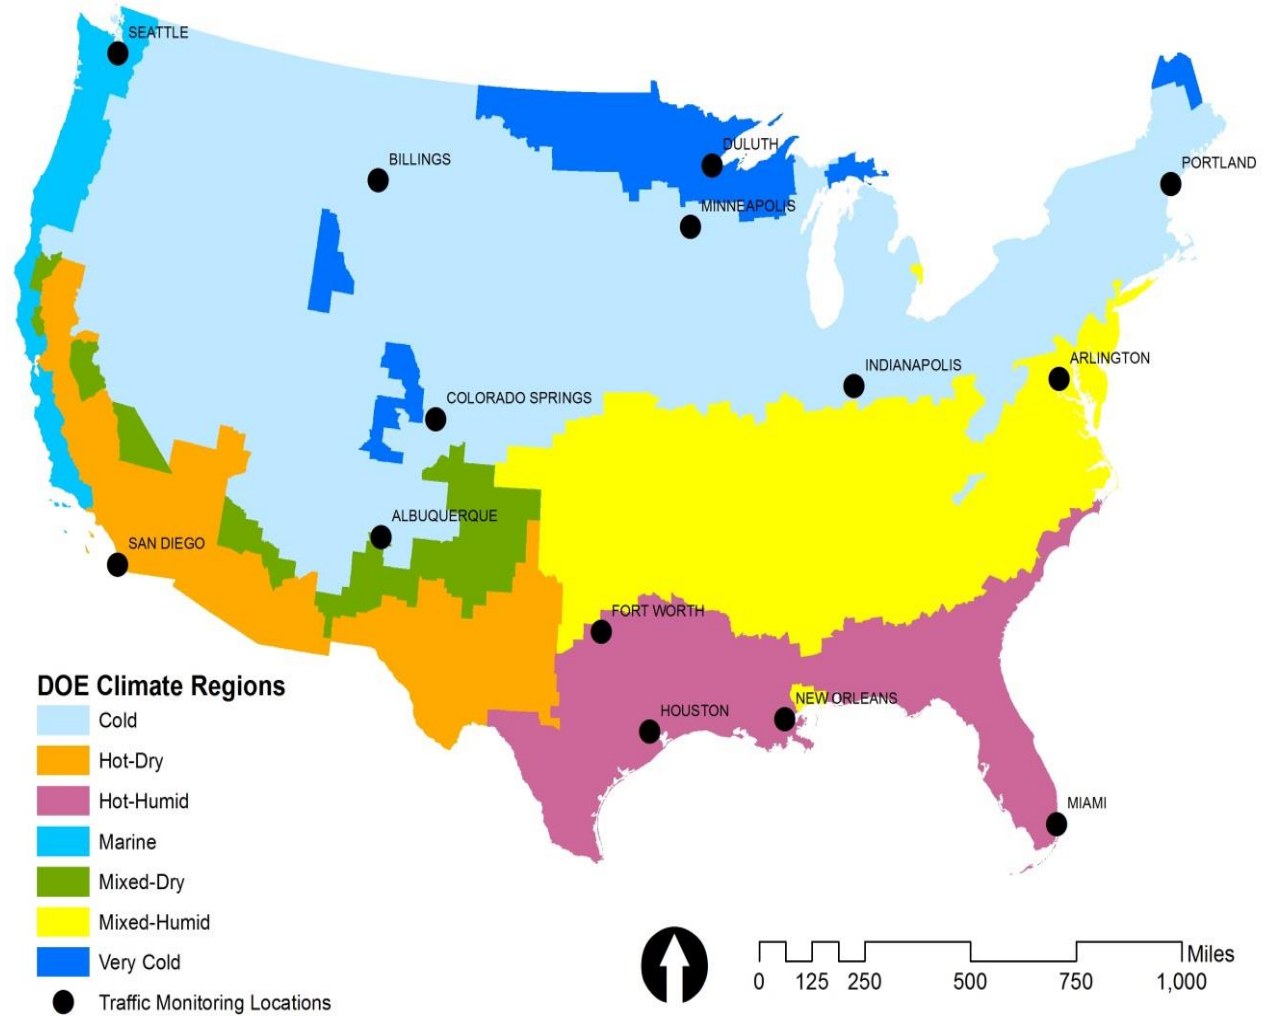 SEATTLE
BILLINGS
DULUTH
PORTLAND
MINNEAPOLIS
INDIANAPOLIS
ARLINGTON
COLORADO SPRINGS
ALBUQUERQUE
SAN DIEGO
FORT WORTH
NEW ORLEANS
HOUSTON
MIAMI
DOE Climate Regions
Cold
Hot-Dry
Hot-Humid
Marine
Mixed-Dry
Mixed-Humid
Very Cold
Traffic Monitoring Locations
Miles
0 125 250 500 750 1,000